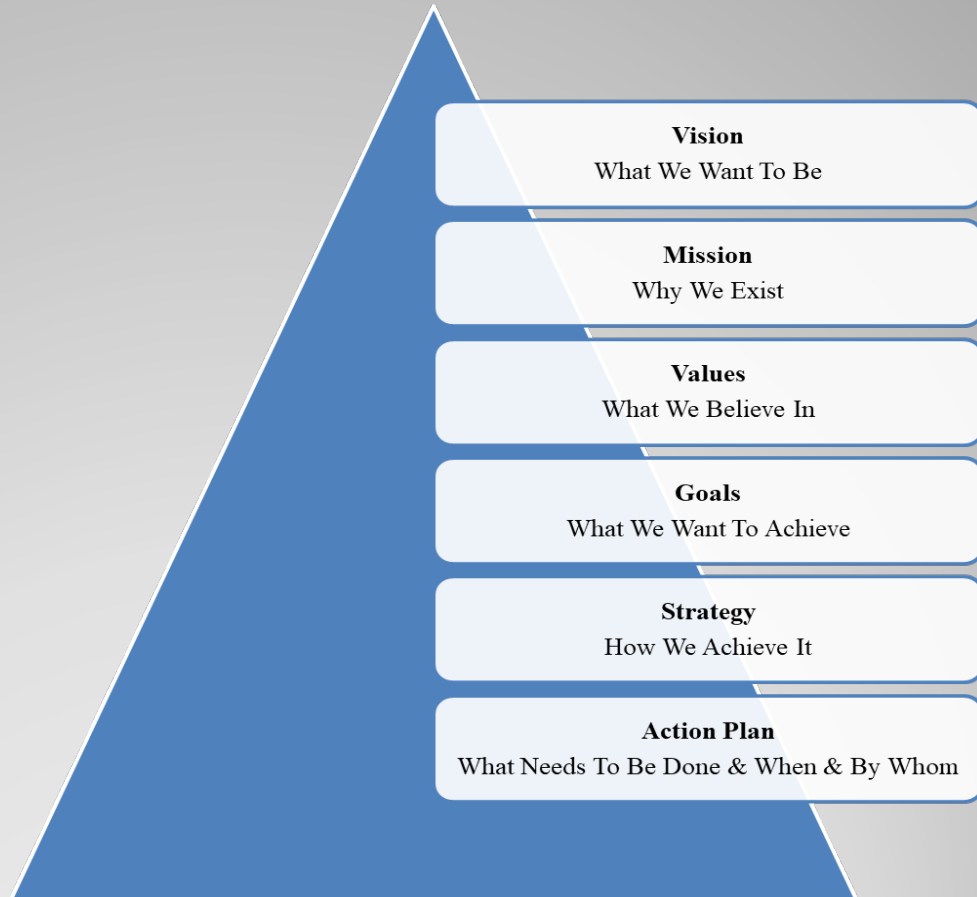 Vision
What We Want To Be
Mission
Why We Exist
Values
What We Believe In
Goals
What We Want To Achieve
Strategy
How We Achieve It
Action Plan
What Needs To Be Done & When & By Whom